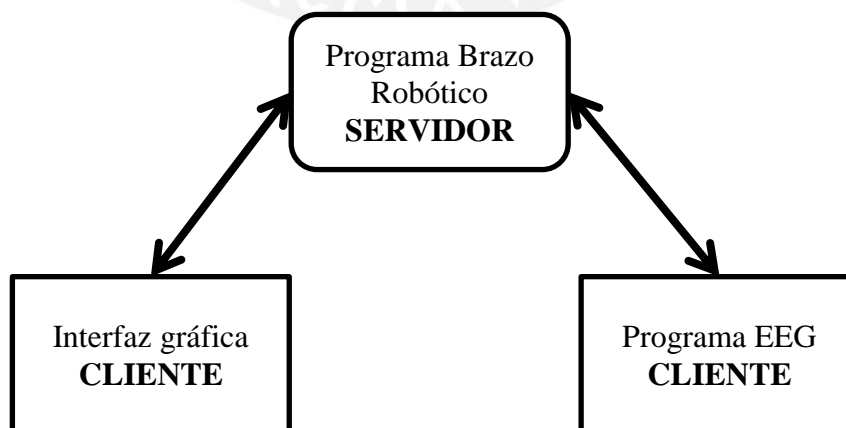 Programa Brazo
Robótico
SERVIDOR
Interfaz gráfica
CLIENTE
Programa EEG
CLIENTE